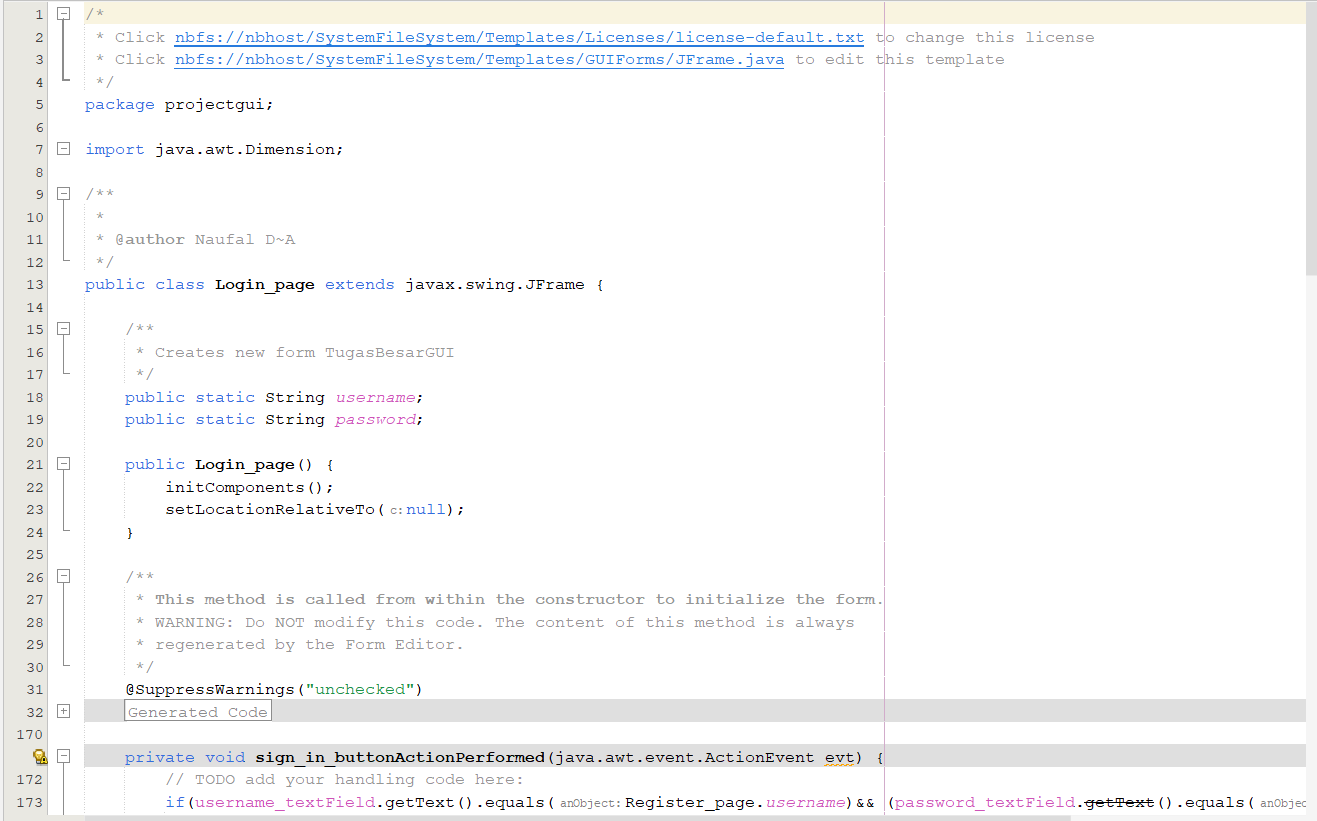 1 /*
2 * Click nbfs://nbhost/SystemFileSystem/Templates/Licenses/license-default.txt to change this license
3 * Click nbfs://nbhost/SystemFileSystem/Templates/GUIForms/JFrame.java to edit this template
4 */
5 package projectgui;
6
7 import java.awt.Dimension;
8
9 /**
10 *
11 * @author Naufal D~A
12 */
13 public class Login_page extends javax.swing.JFrame {
14
15 /**
16 * Creates new form TugasBesarGUI
17 */
18 public static String username;
19 public static String password;
20
21 public Login_page() {
22 initComponents();
23 setLocationRelativeTo( c: null);
24 }
25
26 /**
27 * This method is called from within the constructor to initialize the form.
28 * WARNING: Do NOT modify this code. The content of this method is always
29 * regenerated by the Form Editor.
30 */
31 @SuppressWarnings("unchecked")
32 Generated Code
170
private void sign_in_buttonActionPerformed(java.awt.event.ActionEvent evt) {
172 // TODO add your handling code here:
173 if(username_textField.getText().equals( anObject: Register_page.username)&& (password_textField.getText().equals(